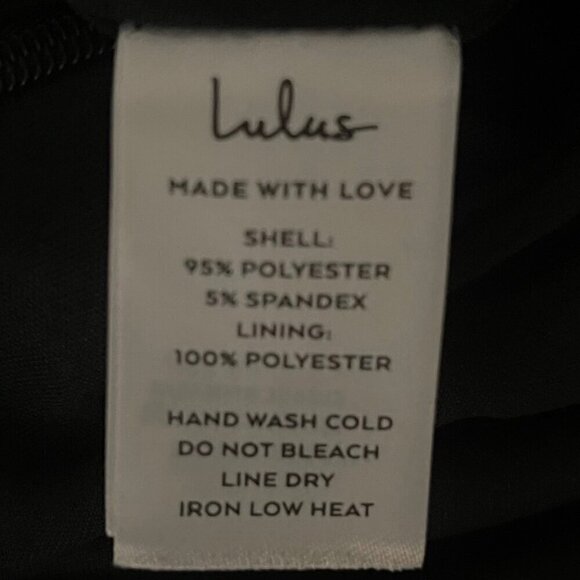 Lulus
MADE WITH LOVE
SHELL:
95% POLYESTER
5% SPANDEX
LINING:
100% POLYESTER
HAND WASH COLD
DO NOT BLEACH
LINE DRY
IRON LOW HEAT